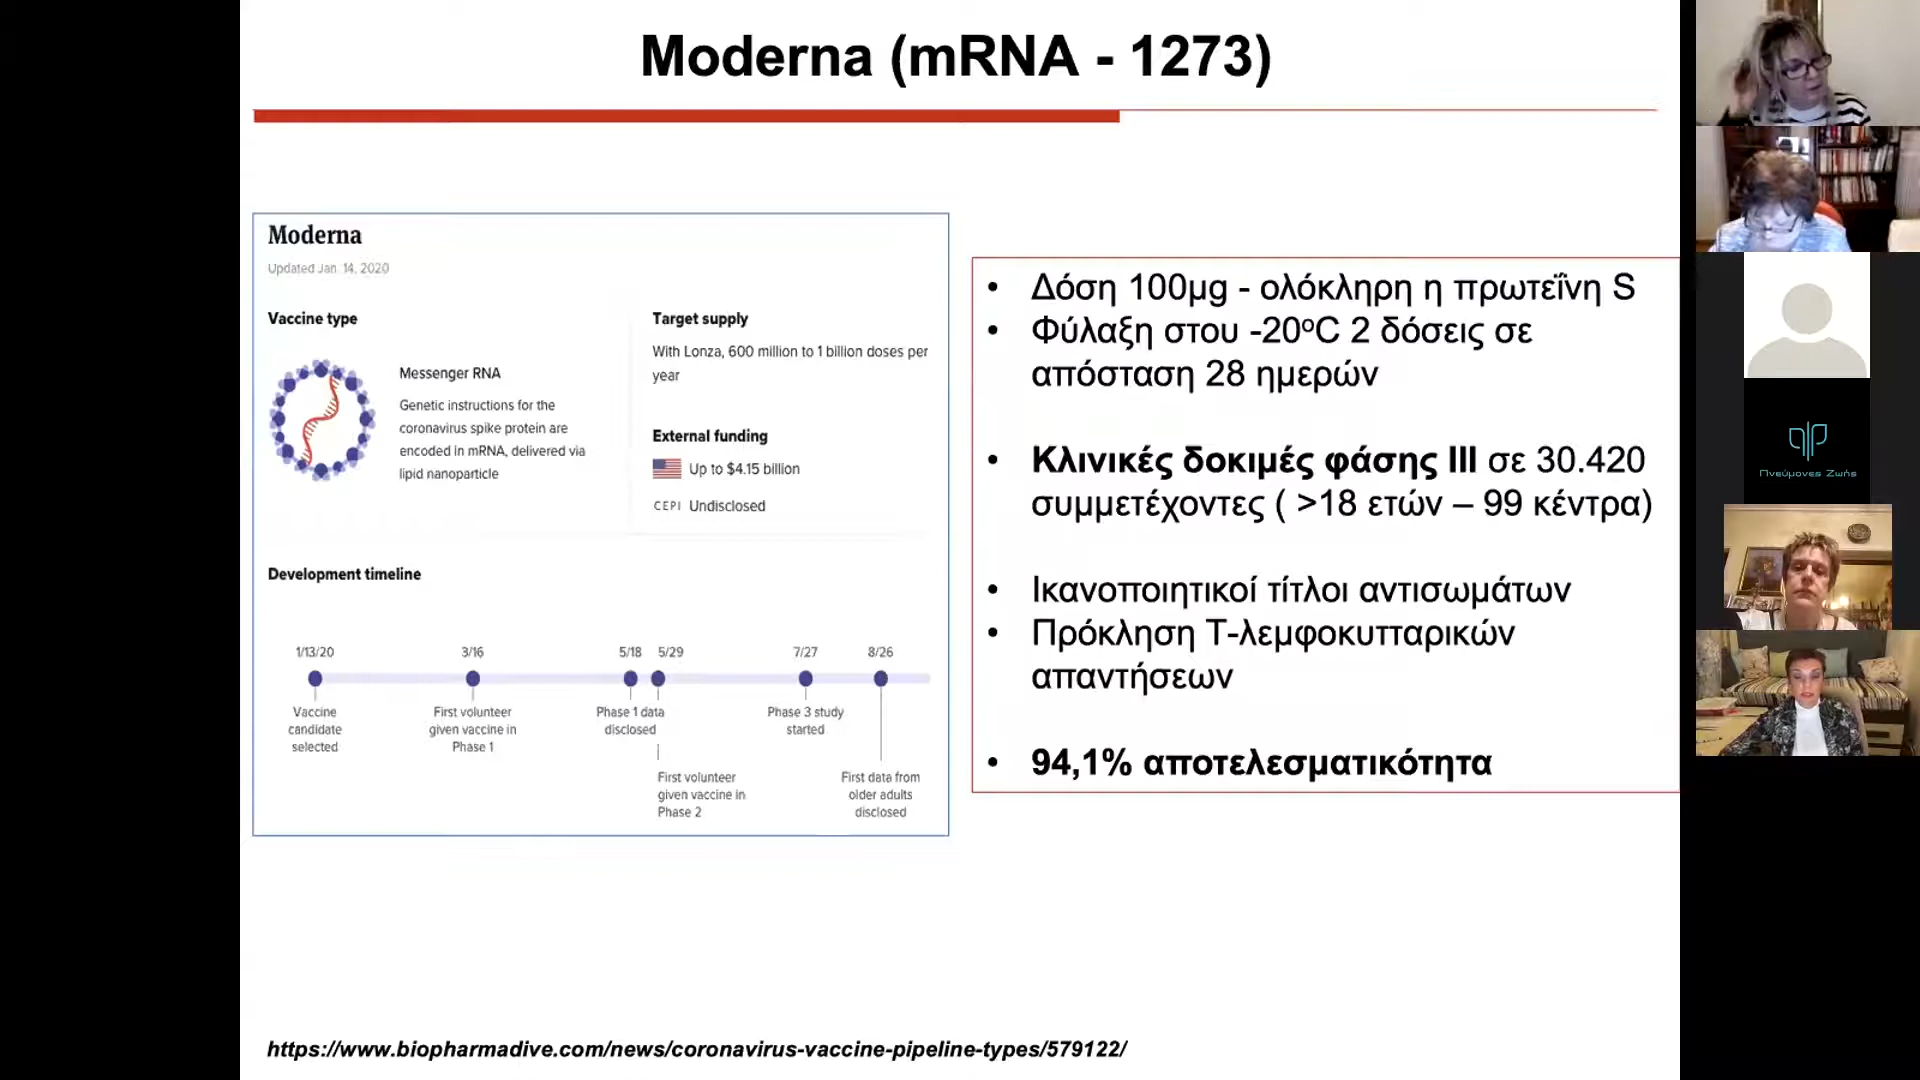 Moderna (mRNA - 1273)
Moderna
Updated Jan. 14, 2020
Vaccine type
Messenger RNA
Genetic instructions for the
coronavirus spike protein are
encoded in mRNA, delivered via
lipid nanoparticle
Target supply
With Lonza, 600 million to 1 billion doses per
year
External funding
Up to $4.15 billion
CEPI Undisclosed
Development timeline
1/13/20
3/16
5/18
5/29
7/27
8/26
Vaccine
candidate
selected
First volunteer
given vaccine in
Phase 1
Phase 1 data
disclosed
First volunteer
given vaccine in
Phase 2
Phase 3 study
started
First data from
older adults
disclosed
• Δόση 100μg - ολόκληρη η πρωτεΐνη S
• Φύλαξη στου -20ºC 2 δόσεις σε
απόσταση 28 ημερών
• Κλινικές δοκιμές φάσης ΙΙΙ σε 30.420
συμμετέχοντες ( >18 ετών – 99 κέντρα)
• Ικανοποιητικοί τίτλοι αντισωμάτων
• Πρόκληση Τ-λεμφοκυτταρικών
απαντήσεων
• 94,1% αποτελεσματικότητα
https://www.biopharmadive.com/news/coronavirus-vaccine-pipeline-types/579122/
Πνεύμονες Ζωής